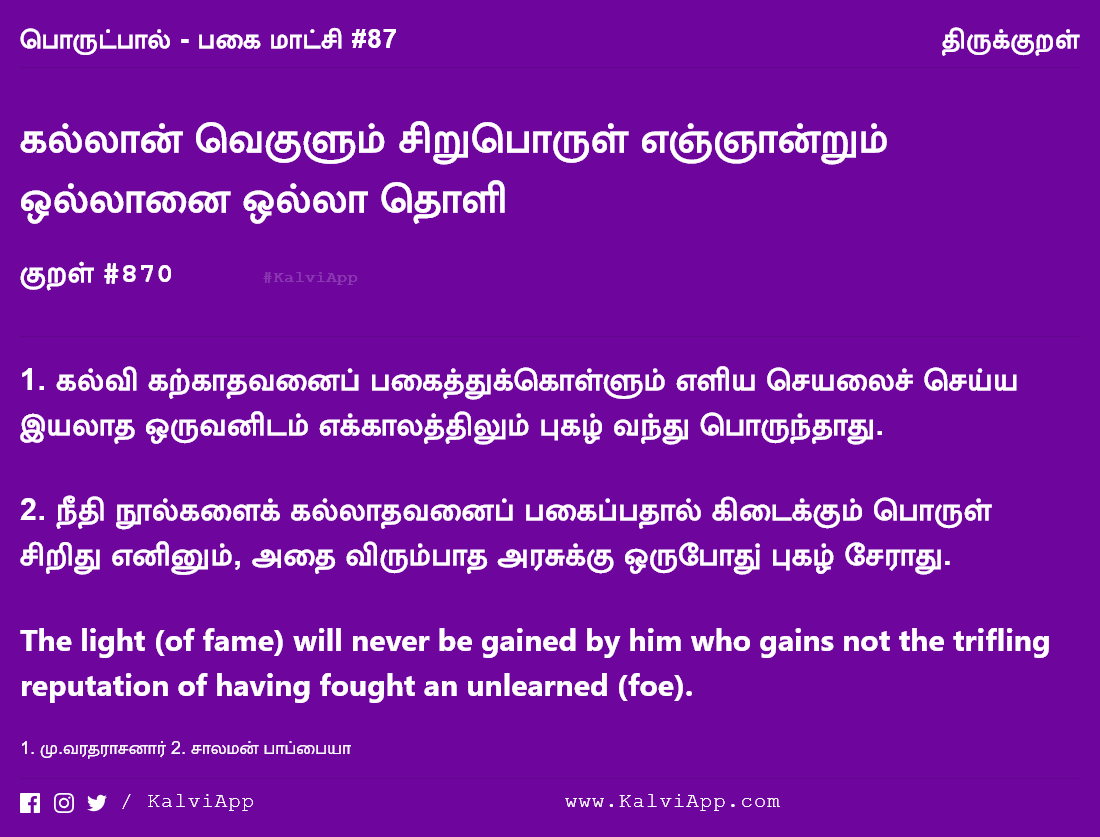 பொருட்பால் - பகை மாட்சி #87 திருக்குறள்
கல்லான் வெகுளும் சிறுபொருள் எஞ்ஞான்றும்
ஒல்லானை ஒல்லா தொளி
குறள் #870 #KalviApp
1. கல்வி கற்காதவனைப் பகைத்துக்கொள்ளும் எளிய செயலைச் செய்ய
இயலாத ஒருவனிடம் எக்காலத்திலும் புகழ் வந்து பொருந்தாது.
2. நீதி நூல்களைக் கல்லாதவனைப் பகைப்பதால் கிடைக்கும் பொருள்
சிறிது எனினும், அதை விரும்பாத அரசுக்கு ஒருபோதும் புகழ் சேராது.
The light (of fame) will never be gained by him who gains not the trifling
reputation of having fought an unlearned (foe).
1. மு.வரதராசனார் 2. சாலமன் பாப்பையா
/ KalviApp www.KalviApp.com